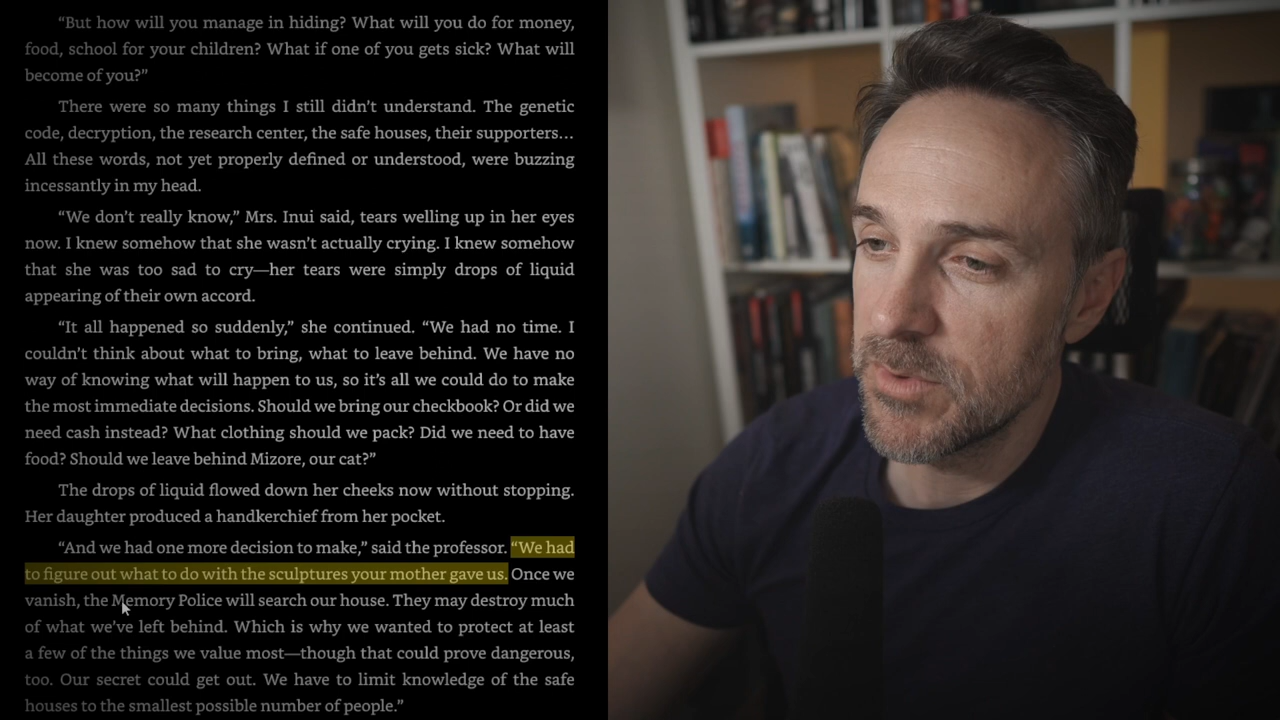 “But how will you manage in hiding? What will you do for money,
food, school for your children? What if one of you gets sick? What will
become of you?”
There were so many things I still didn’t understand. The genetic
code, decryption, the research center, the safe houses, their supporters…
All these words, not yet properly defined or understood, were buzzing
incessantly in my head.
“We don’t really know,” Mrs. Inui said, tears welling up in her eyes
now. I knew somehow that she wasn’t actually crying. I knew somehow
that she was too sad to cry—her tears were simply drops of liquid
appearing of their own accord.
“It all happened so suddenly,” she continued. “We had no time. I
couldn’t think about what to bring, what to leave behind. We have no
way of knowing what will happen to us, so it’s all we could do to make
the most immediate decisions. Should we bring our checkbook? Or did we
need cash instead? What clothing should we pack? Did we need to have
food? Should we leave behind Mizore, our cat?”
The drops of liquid flowed down her cheeks now without stopping.
Her daughter produced a handkerchief from her pocket.
“And we had one more decision to make,” said the professor. “We had
to figure out what to do with the sculptures your mother gave us. Once we
vanish, the Memory Police will search our house. They may destroy much
of what we’ve left behind. Which is why we wanted to protect at least
a few of the things we value most—though that could prove dangerous,
too. Our secret could get out. We have to limit knowledge of the safe
houses to the smallest possible number of people.”